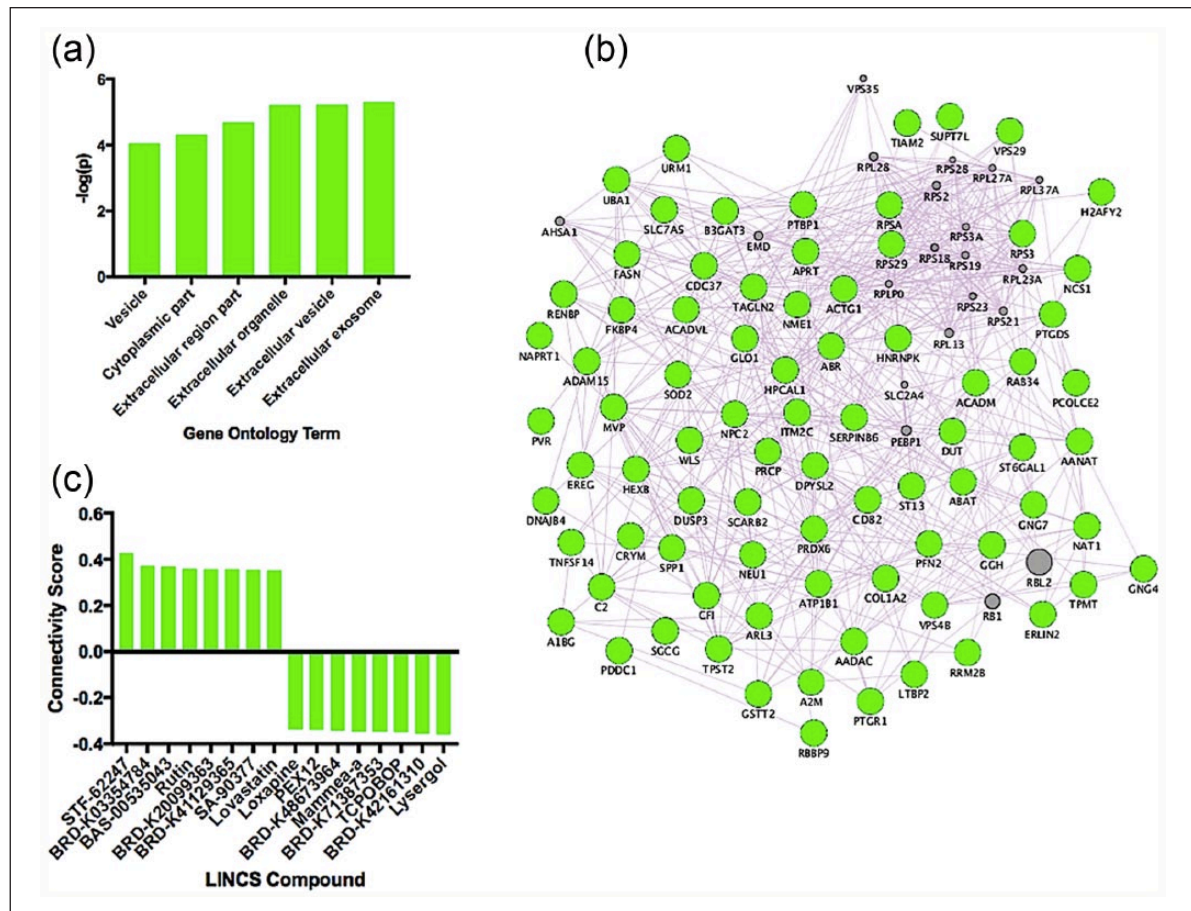 (a)
6
4
2
0
-log(p)
Vesicle
Cytoplasmic part
Extracellular region part
Extracellular organelle
Extracellular vesicle
Extracellular exosome
Gene Ontology Term
(b)
VPS35
TIAM2
SUPT7L
VPS29
URM1
RPL28
RPS28
RPL27A
UBA1
RPS2
RPL37A
H2AFY2
SLC7A5
B3GAT3
PTBP1
RPSA
AHSA1
EMD
RPS3A
RPS3
FASN
CDC37
APRT
RPS29
RPS18
RPS19
RPL23A
NCS1
RENBP
FKBP4
ACADVL
TAGLN2
NME1
ACTG1
RPLP0
RPS23
RPS21
PTGDS
NAPRT1
GLO1
ABR
HNRNPK
RPL13
ADAM15
SOD2
HPCAL1
SLC2A4
ACADM
RAB34
PCOLCE2
PVR
MVP
NPC2
ITM2C
SERPINB6
PEBP1
DUT
ST6GAL1
AANAT
WLS
PRCP
EREG
HEXB
DPYSL2
ABAT
DNAJB4
DUSP3
SCARB2
CD82
ST13
GNG7
NAT1
TNFSF14
CRYM
SPP1
NEU1
PRDX6
PFN2
GGH
RBL2
GNG4
C2
CFI
ATP1B1
COL1A2
RB1
TPMT
A1BG
SGCG
ARL3
VPS4B
ERLIN2
PDDC1
TPST2
AADAC
RRM2B
GSTT2
A2M
PTGR1
LTBP2
RBBP9
(c)
0.6
0.4
0.2
0.0
-0.2
-0.4
Connectivity Score
STF-62247
BRD-K03354784
BAS-00535043
Rutin
BRD-K20099363
BRD-K41129365
SA-90377
Lovastatin
Loxapine
PEX12
BRD-K48673964
Mammea-a
BRD-K71387353
TCPOBOP
BRD-K42161310
Lysergol
LINCS Compound